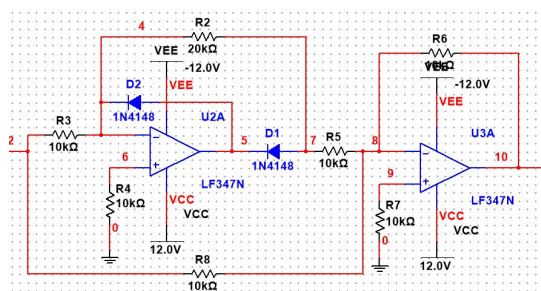 4
R2
20kΩ
VEE
-12.0V
VEE
D2
1N4148
U2A
2
R3
10kΩ
5
D1
1N4148
7
R5
10kΩ
8
6
R4
10kΩ
0
LF347N
VCC
VCC
12.0V
R8
10kΩ
R6
VEE
-12.0V
VEE
U3A
10
9
R7
10kΩ
0
LF347N
VCC
VCC
12.0V